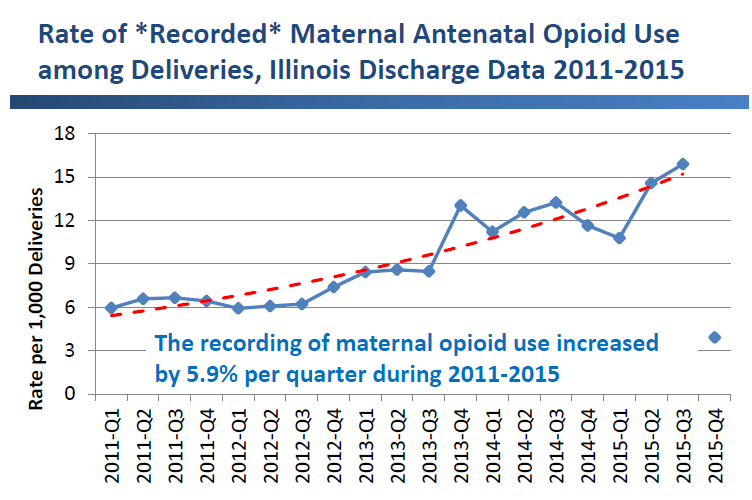 Rate of *Recorded* Maternal Antenatal Opioid Use
among Deliveries, Illinois Discharge Data 2011-2015
Rate per 1,000 Deliveries
18
15
12
9
6
3
0
The recording of maternal opioid use increased
by 5.9% per quarter during 2011-2015
2011-Q1
2011-Q2
2011-Q3
2011-Q4
2012-Q1
2012-Q2
2012-Q3
2012-Q4
2013-Q1
2013-Q2
2013-Q3
2013-Q4
2014-Q1
2014-Q2
2014-Q3
2014-Q4
2015-Q1
2015-Q2
2015-Q3
2015-Q4